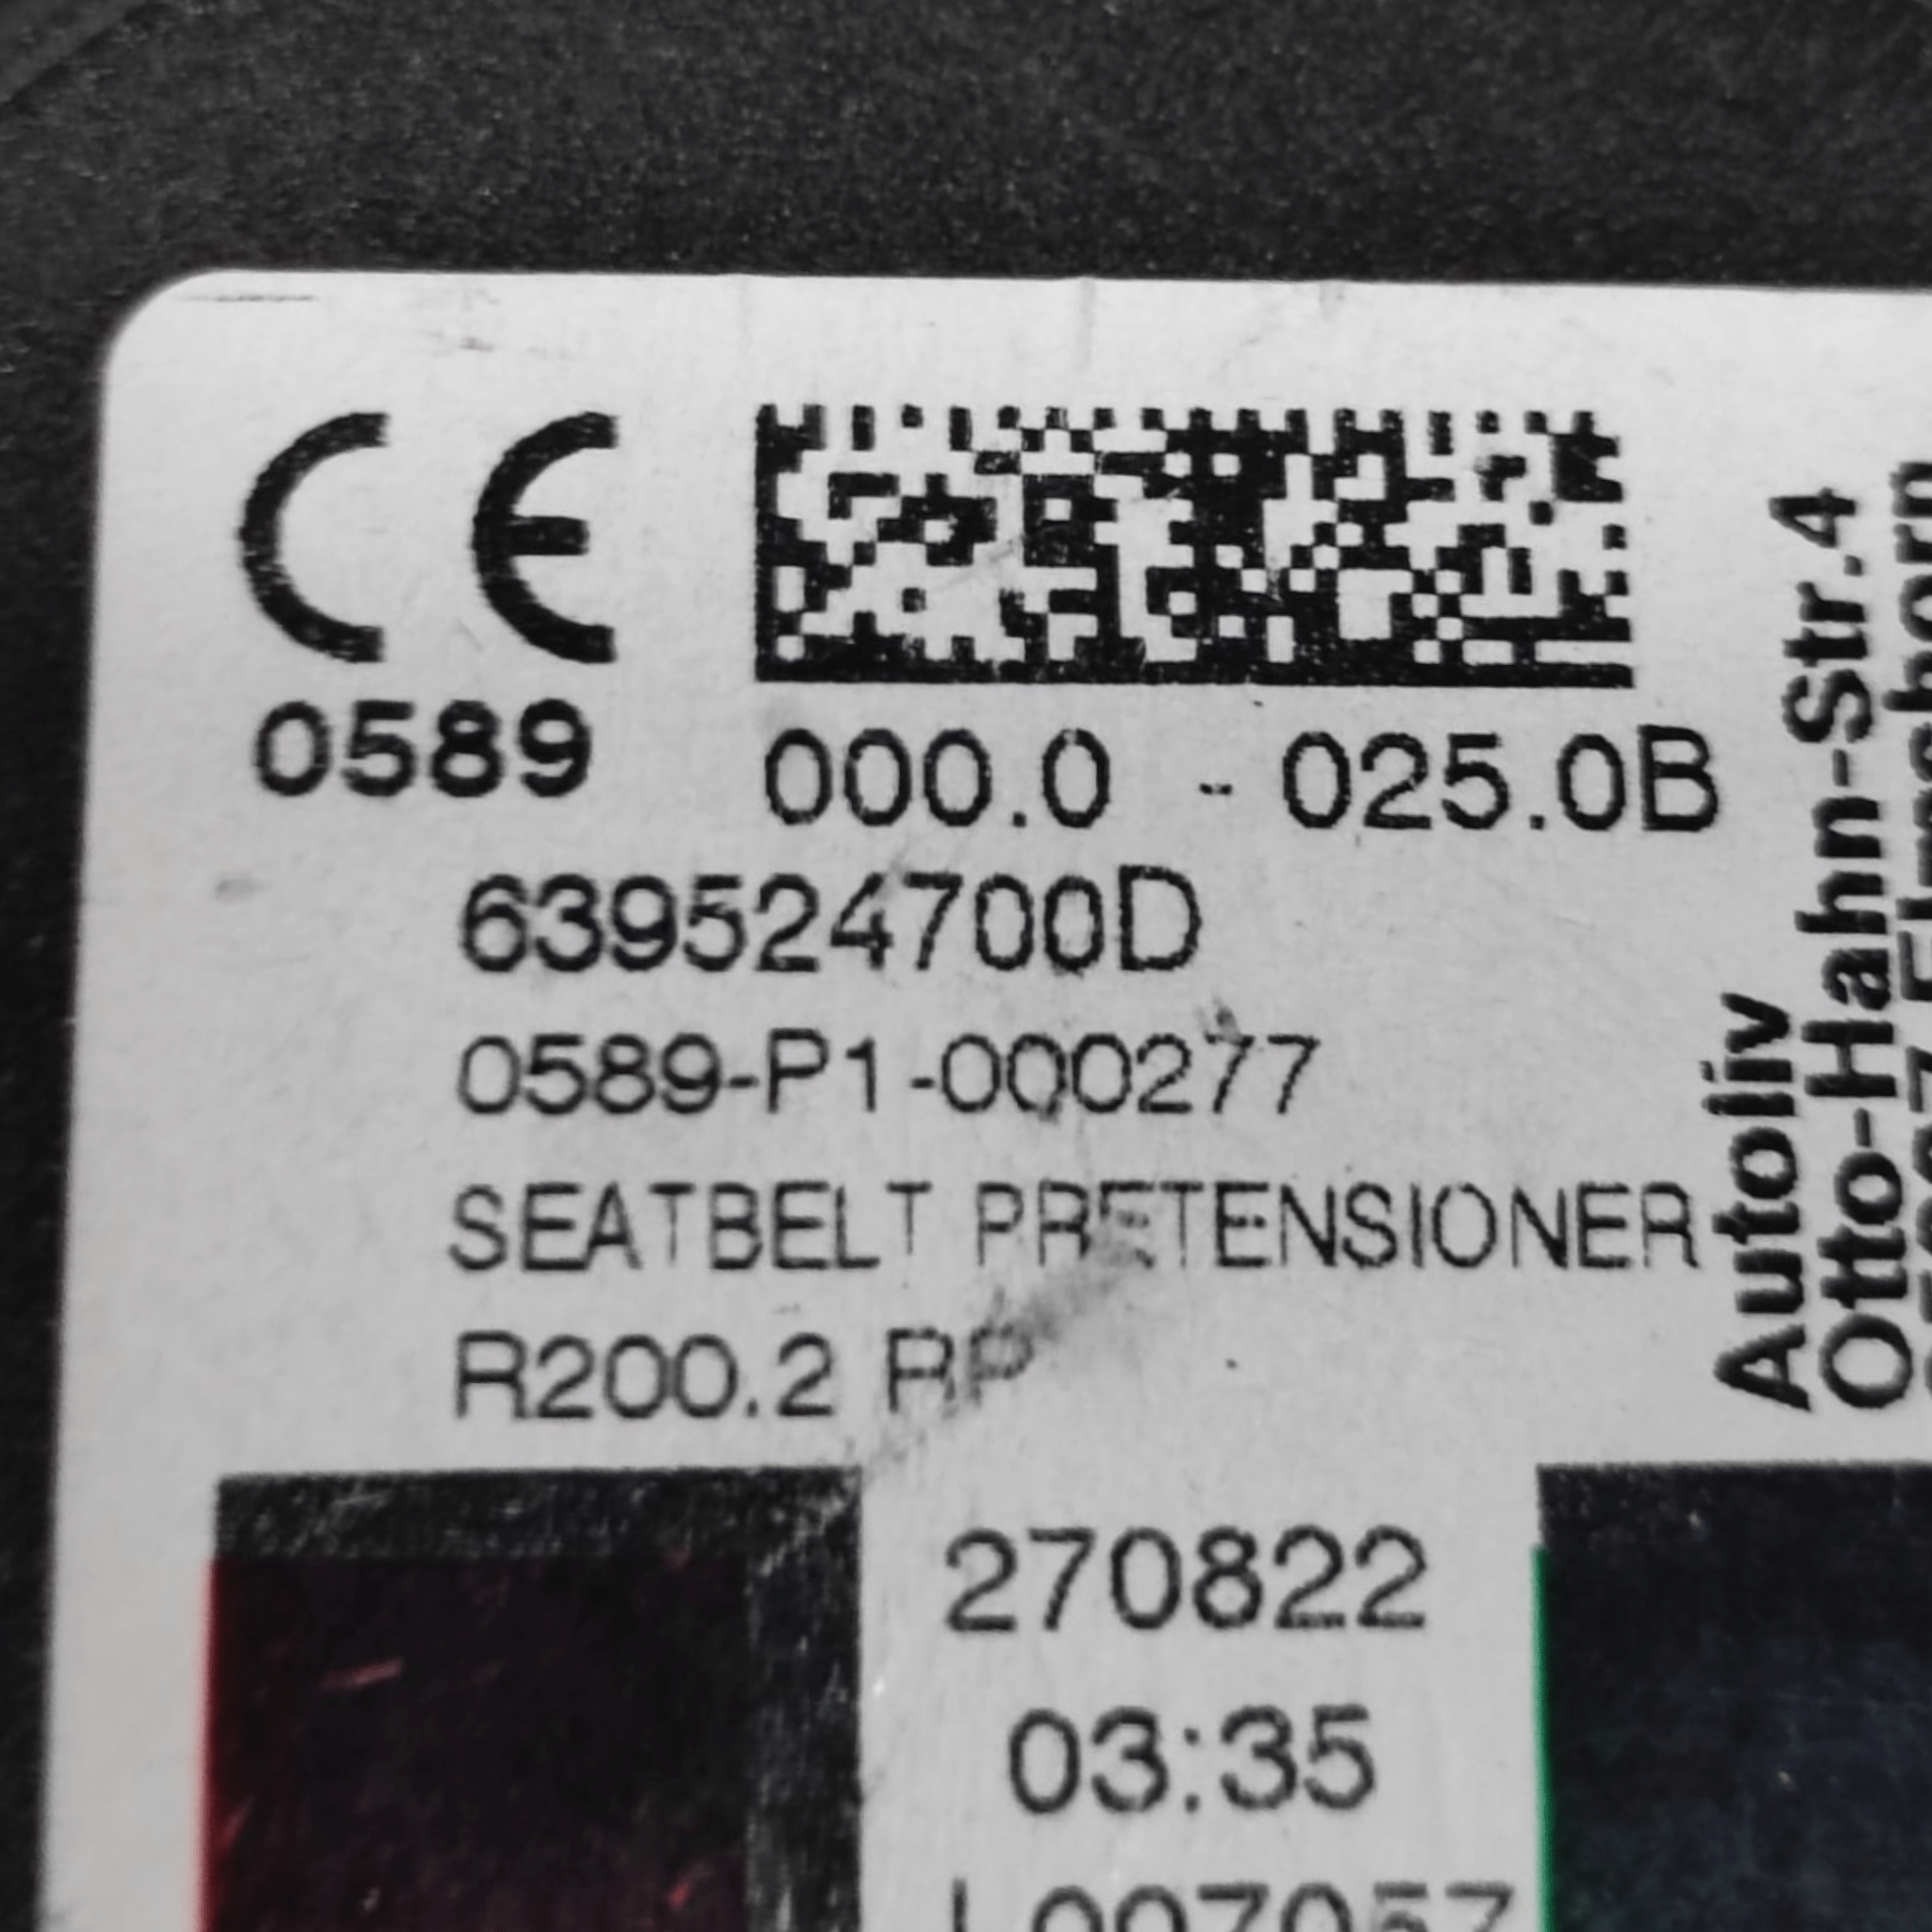 CE
0589
000.0 - 025.0B
639524700D
0589-P1-000277
SEATBELT PRETENSIONER
R200.2 RP
270822
03:35
Autoliv
Otto-Hahn-Str.4